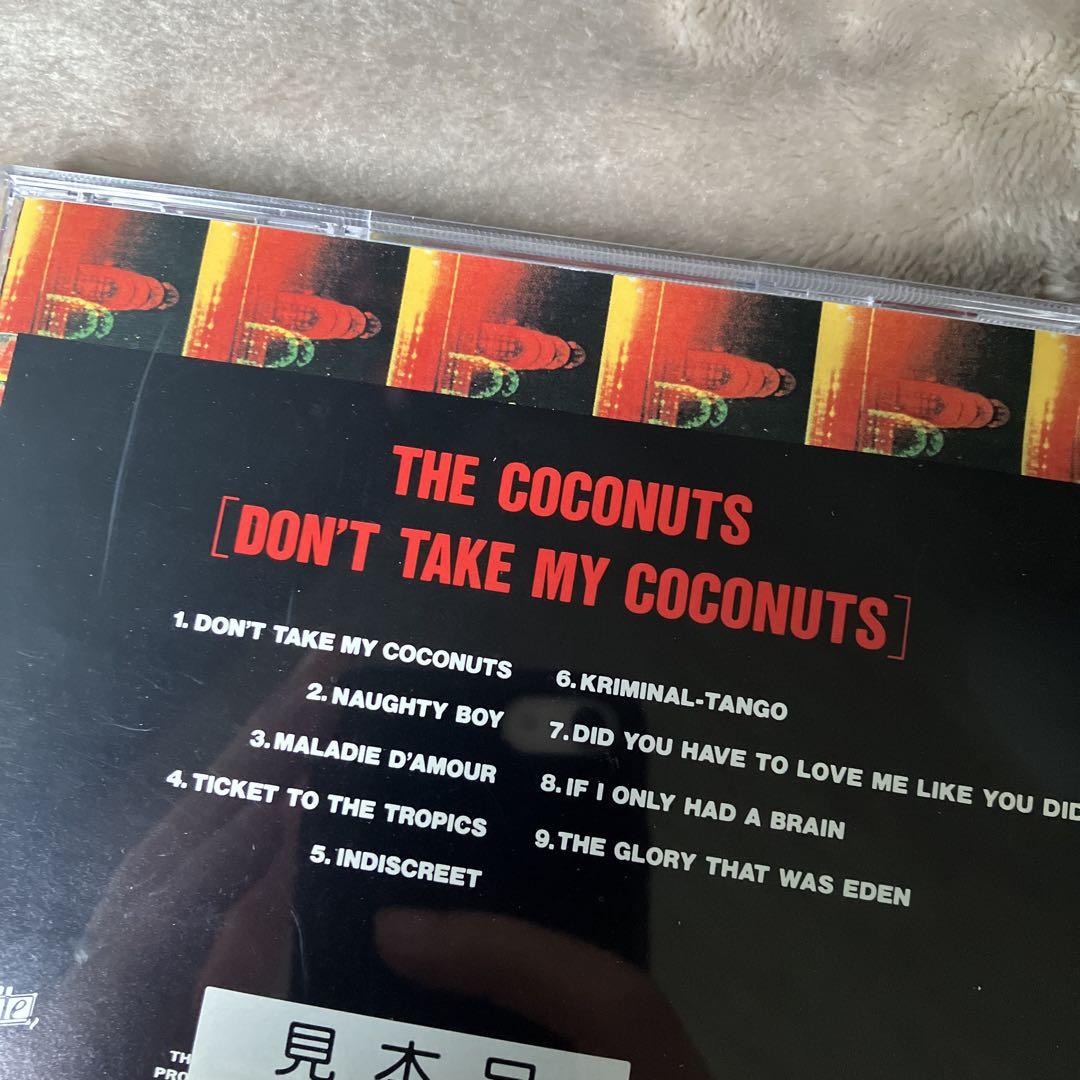 THE COCONUTS
[DON'T TAKE MY COCONUTS]
1. DON'T TAKE MY COCONUTS
2. NAUGHTY BOY
3. MALADIE D'AMOUR
4. TICKET TO THE TROPICS
5. INDISCREET
6. KRIMINAL-TANGO
7. DID YOU HAVE TO LOVE ME LIKE YOU DID
8. IF I ONLY HAD A BRAIN
9. THE GLORY THAT WAS EDEN
見本